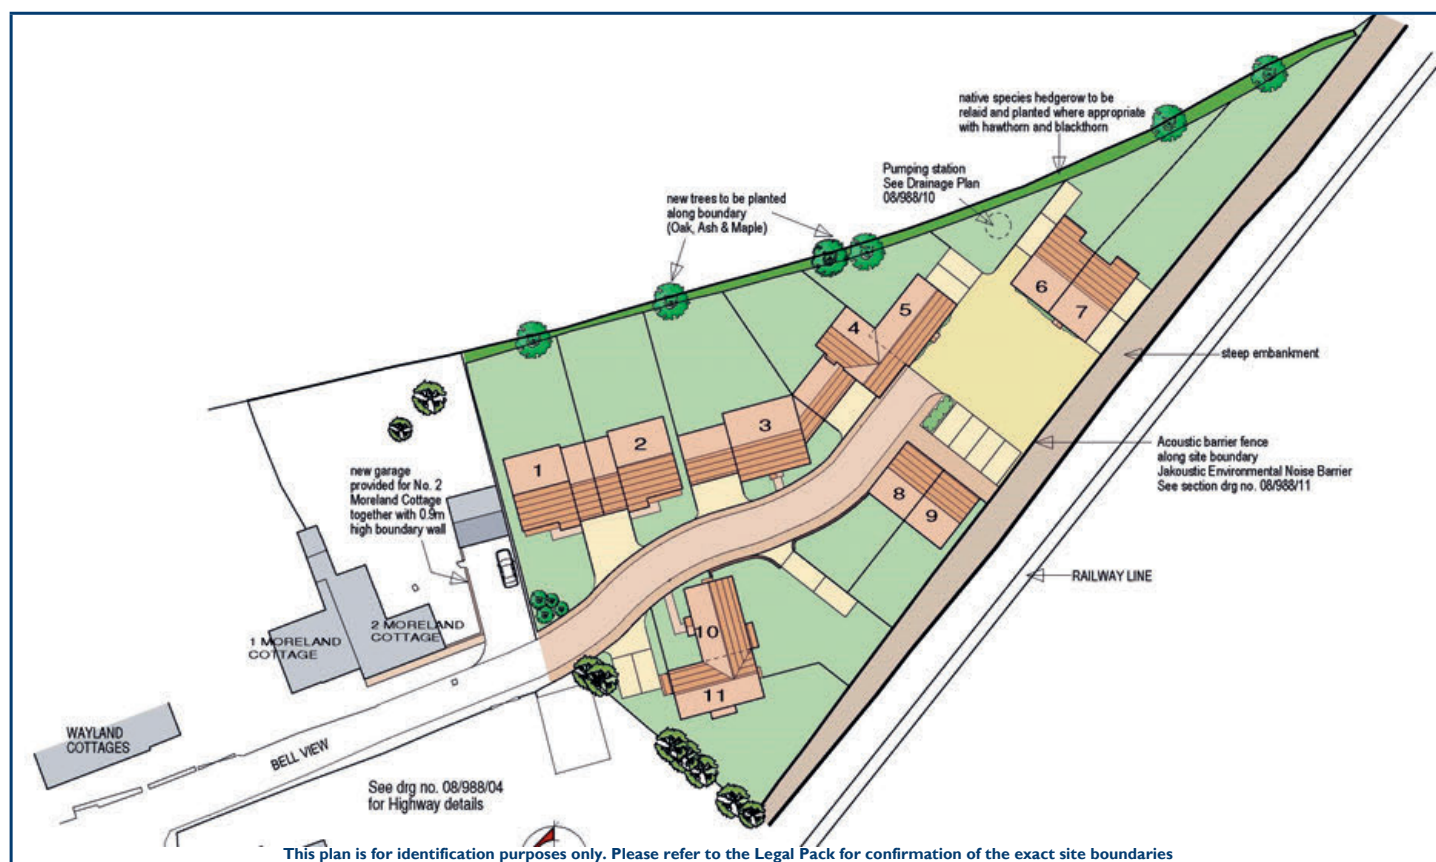 native species hedgerow to be
relaid and planted where appropriate
with hawthorn and blackthorn
Pumping station
See Drainage Plan
08/988/10
new trees to be planted
along boundary
(Oak, Ash & Maple)
6
7
5
4
steep embankment
3
2
1
Acoustic barrier fence
along site boundary
Jakoustic Environmental Noise Barrier
See section drg no. 08/988/11
new garage
provided for No. 2
Moreland Cottage
together with 0.9m
high boundary wall
8
9
RAILWAY LINE
10
11
2 MORELAND
COTTAGE
1 MORELAND
COTTAGE
WAYLAND
COTTAGES
BELL VIEW
See drg no. 08/988/04
for Highway details
This plan is for identification purposes only. Please refer to the Legal Pack for confirmation of the exact site boundaries